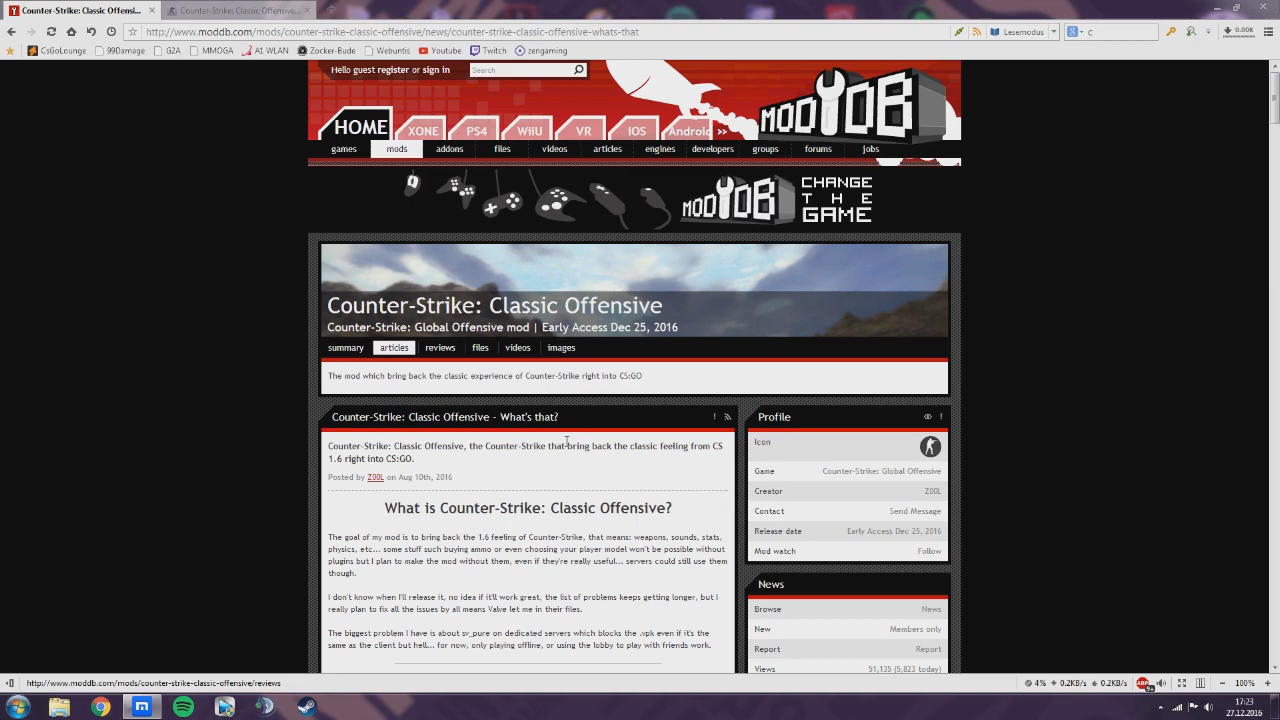 Counter-Strike: Classic Offensi...
Counter-Strike: Classic Offensive...
http://www.moddb.com/mods/counter-strike-classic-offensive/news/counter-strike-classic-offensive-whats-that
Lesemodus
C
0.00K
CsGoLounge
99Damage
G2A
MMOGA
A1 WLAN
Zocker-Bude
Webuntis
Youtube
Twitch
zengaming
Hello guest register or sign in
Search
HOME
XONE
PS4
WiiU
VR
iOS
Android
>>
MODDB
games
mods
addons
files
videos
articles
engines
developers
groups
forums
jobs
MODDB
CHANGE
THE
GAME
Counter-Strike: Classic Offensive
Counter-Strike: Global Offensive mod | Early Access Dec 25, 2016
summary
articles
reviews
files
videos
images
The mod which bring back the classic experience of Counter-Strike right into CS:GO
Counter-Strike: Classic Offensive - What's that?
Counter-Strike: Classic Offensive, the Counter-Strike that bring back the classic feeling from CS
1.6 right into CS:GO.
Posted by Z00L on Aug 10th, 2016
What is Counter-Strike: Classic Offensive?
The goal of my mod is to bring back the 1.6 feeling of Counter-Strike, that means: weapons, sounds, stats,
physics, etc... some stuff such buying ammo or even choosing your player model won't be possible without
plugins but I plan to make the mod without them, even if they're really useful... servers could still use them
though.
I don't know when I'll release it, no idea if it'll work great, the list of problems keeps getting longer, but I
really plan to fix all the issues by all means Valve let me in their files.
The biggest problem I have is about sv_pure on dedicated servers which blocks the .vpk even if it's the
same as the client but hell... for now, only playing offline, or using the lobby to play with friends work.
Profile
Icon
Game Counter-Strike: Global Offensive
Creator Z00L
Contact Send Message
Release date Early Access Dec 25, 2016
Mod watch Follow
News
Browse News
New Members only
Report Report
Views 51,135 (5,823 today)
http://www.moddb.com/mods/counter-strike-classic-offensive/reviews
4%
0.2KB/s
0.2KB/s
ABP
9+
100%
17:23
27.12.2016